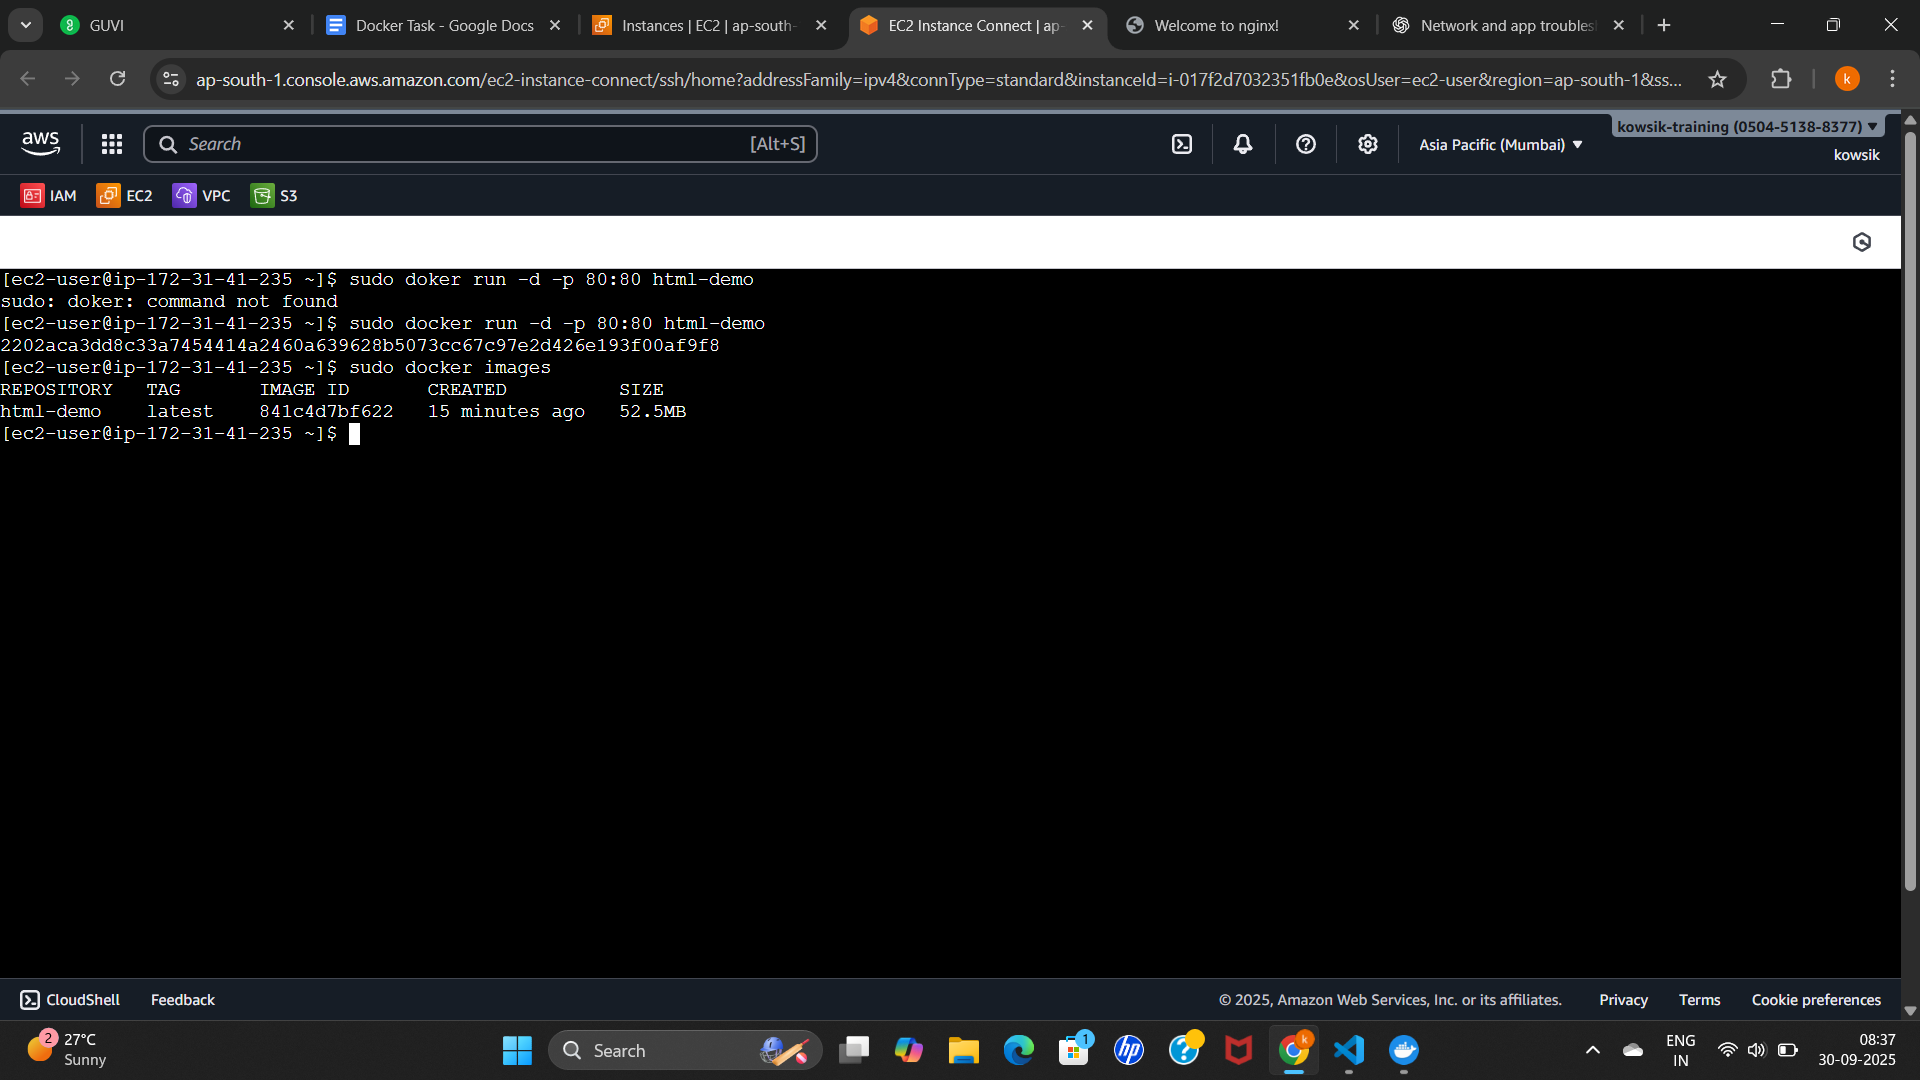 GUVI
Docker Task - Google Docs
Instances | EC2 | ap-south-
EC2 Instance Connect | ap-
Welcome to nginx!
Network and app troubles
ap-south-1.console.aws.amazon.com/ec2-instance-connect/ssh/home?addressFamily=ipv4&connType=standard&instanceId=i-017f2d7032351fb0e&osUser=ec2-user&region=ap-south-1&ss...
k
aws
Search
[Alt+S]
Asia Pacific (Mumbai)
kowsik-training (0504-5138-8377)
kowsik
IAM
EC2
VPC
S3
[ec2-user@ip-172-31-41-235 ~]$ sudo doker run -d -p 80:80 html-demo
sudo: doker: command not found
[ec2-user@ip-172-31-41-235 ~]$ sudo docker run -d -p 80:80 html-demo
2202aca3dd8c33a7454414a2460a639628b5073cc67c97e2d426e193f00af9f8
[ec2-user@ip-172-31-41-235 ~]$ sudo docker images
REPOSITORY TAG IMAGE ID CREATED SIZE
html-demo latest 841c4d7bf622 15 minutes ago 52.5MB
[ec2-user@ip-172-31-41-235 ~]$
CloudShell
Feedback
© 2025, Amazon Web Services, Inc. or its affiliates.
Privacy
Terms
Cookie preferences
2
27°C
Sunny
Search
1
hp
?
k
ENG
IN
08:37
30-09-2025